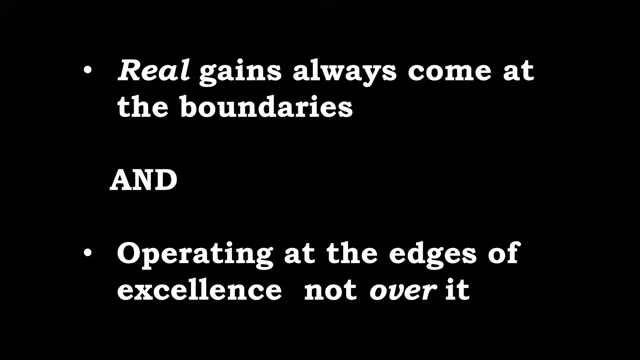 • Real gains always come at
the boundaries
AND
• Operating at the edges of
excellence not over it